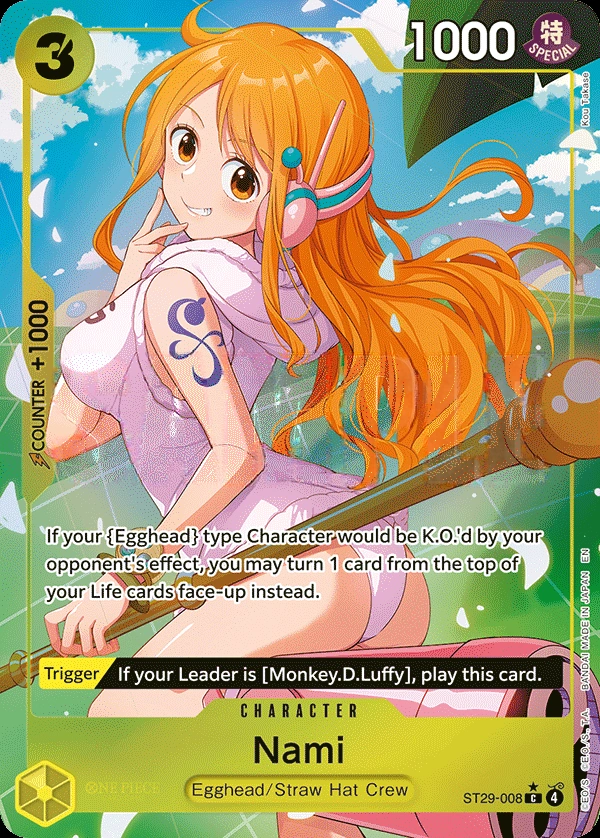 3
1000
特
SPECIAL
Kou Takase
COUNTER +1000
If your {Egghead} type Character would be K.O.'d by your
opponent's effect, you may turn 1 card from the top of
your Life cards face-up instead.
Trigger If your Leader is [Monkey.D.Luffy], play this card.
CHARACTER
Nami
Egghead/Straw Hat Crew
ONE PIECE
ST29-008 C 4
©E.O/S. ©E.O./S.,T.A. BANDAI MADE IN JAPAN EN